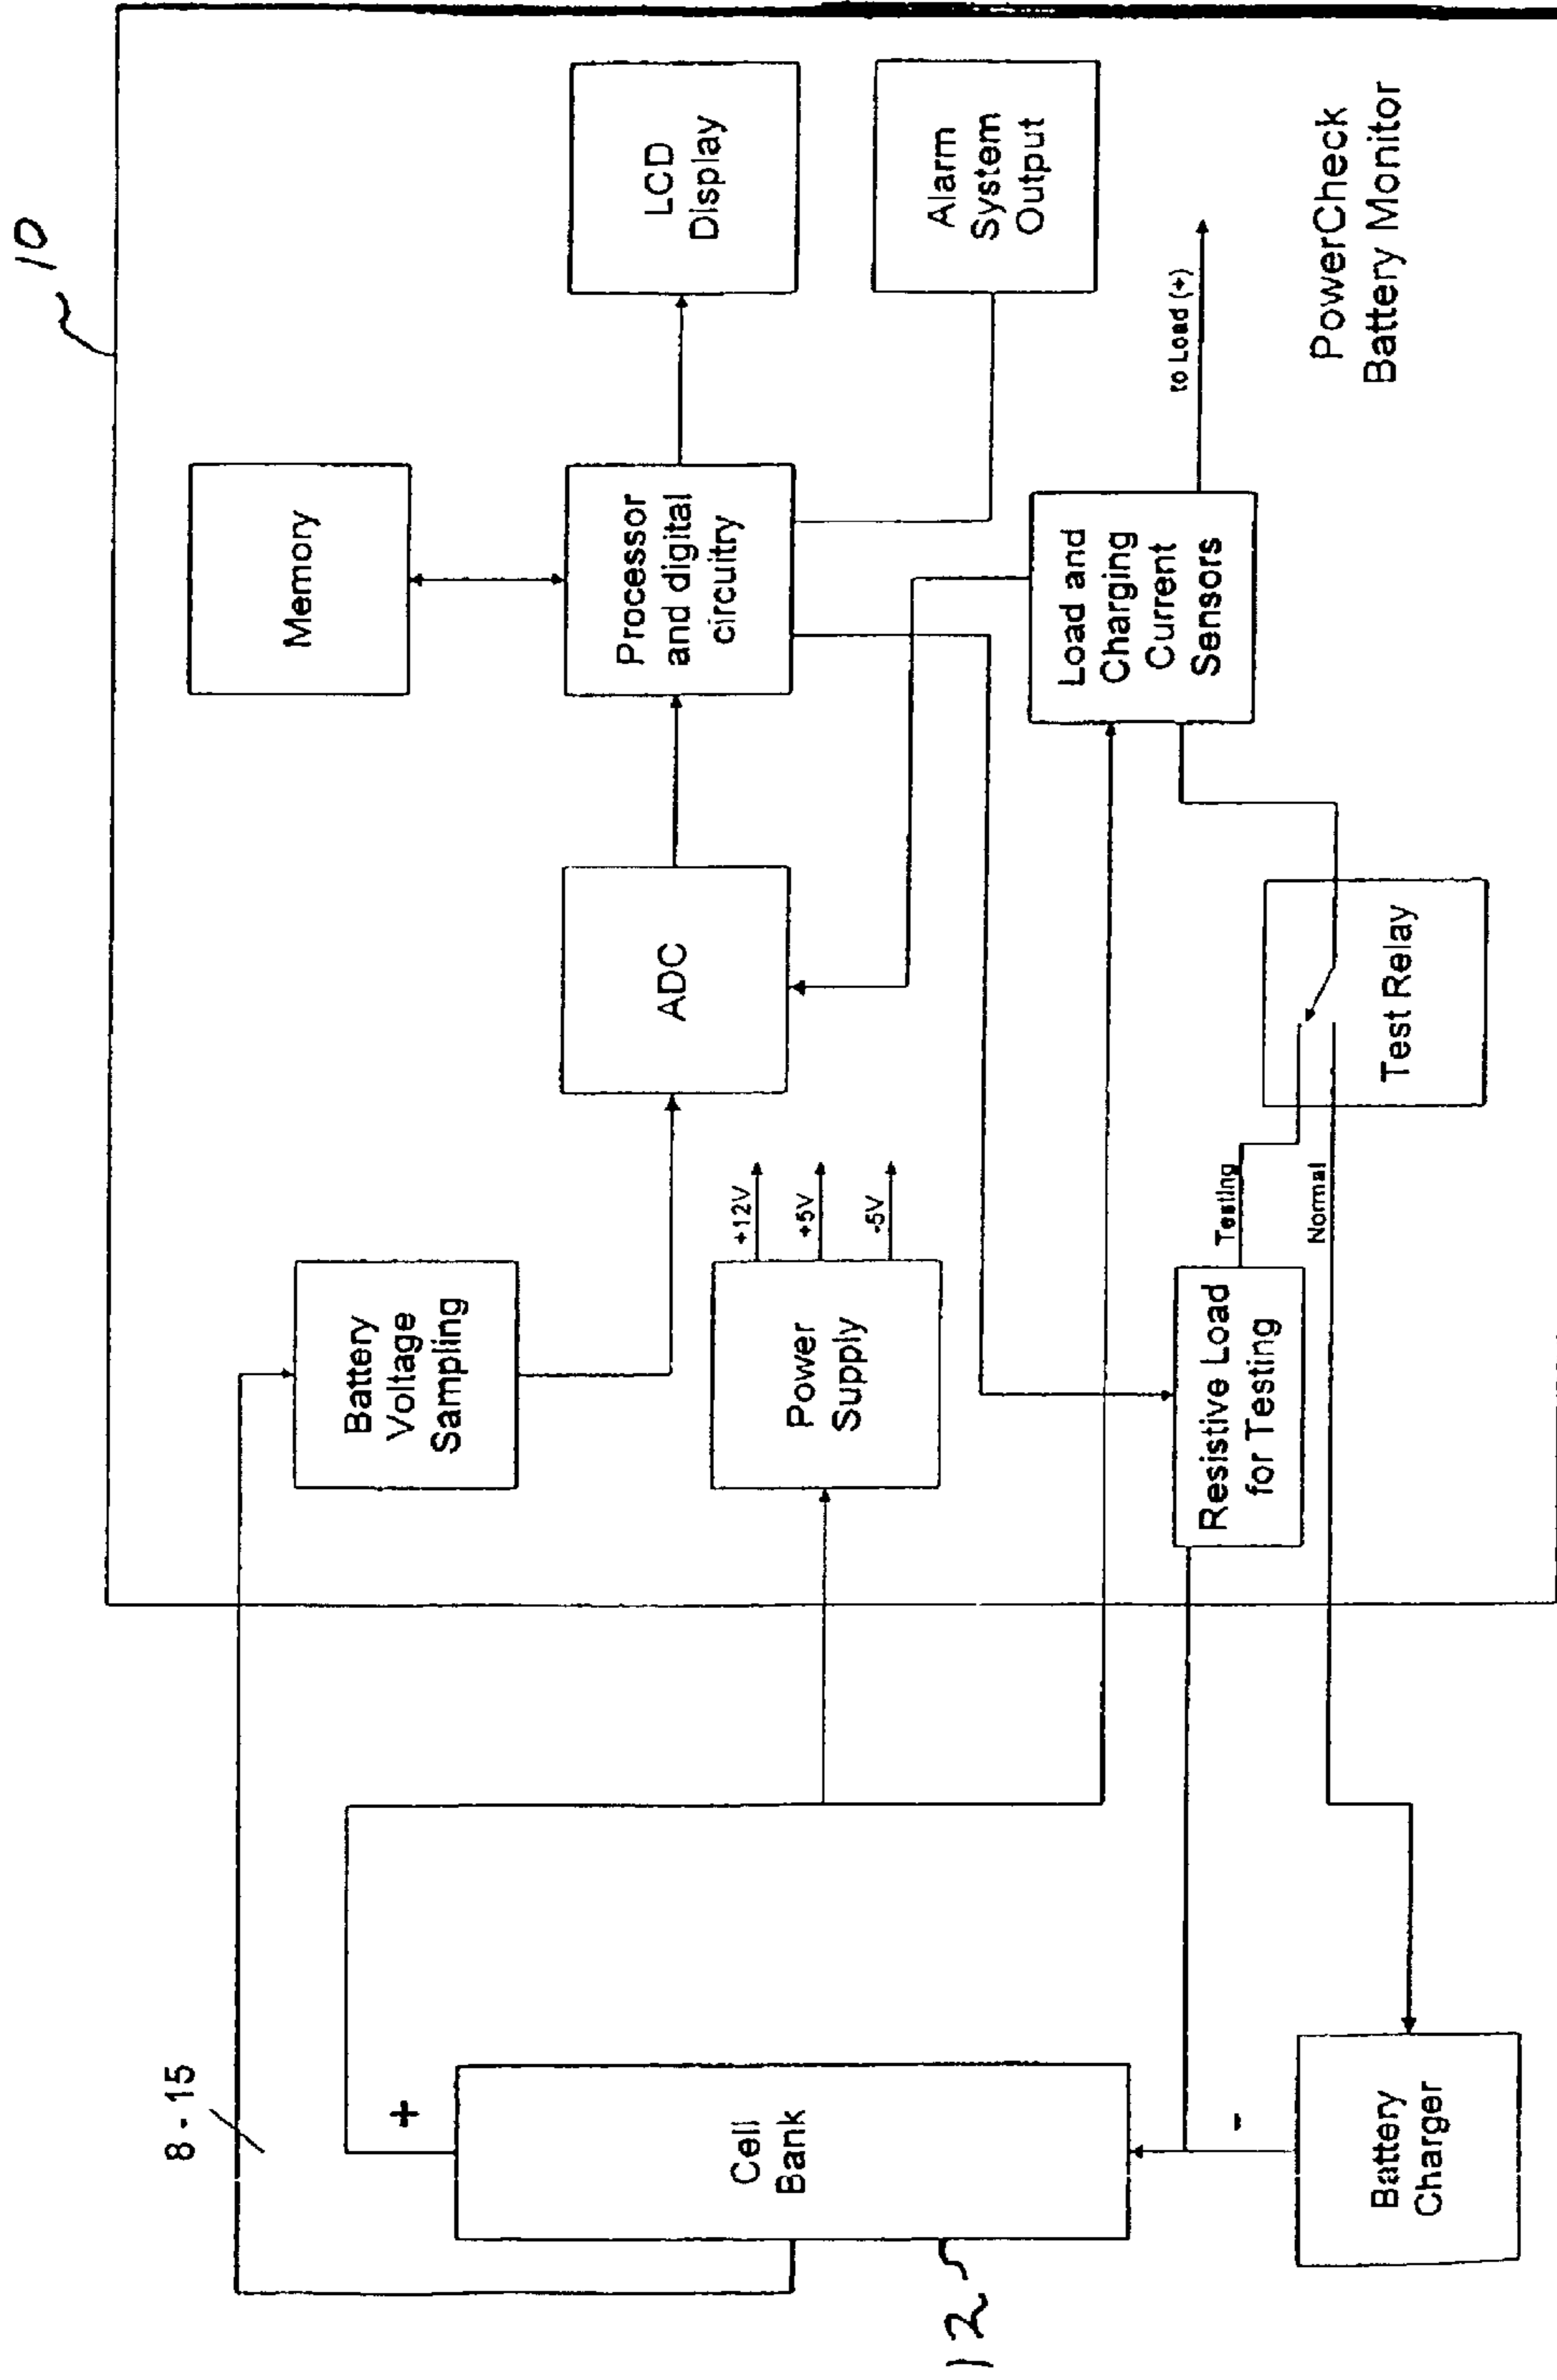 10
Memory
LCD
Display
Processor
and digital
circuitry
Alarm
System
Output
ADC
Load and
Charging
Current
Sensors
to Load (+)
PowerCheck
Battery Monitor
Battery
Voltage
Sampling
Power
Supply
+12V
+5V
-5V
Testing
Normal
Test Relay
Resistive Load
for Testing
8 - 15
+
Cell
Bank
-
12
Battery
Charger